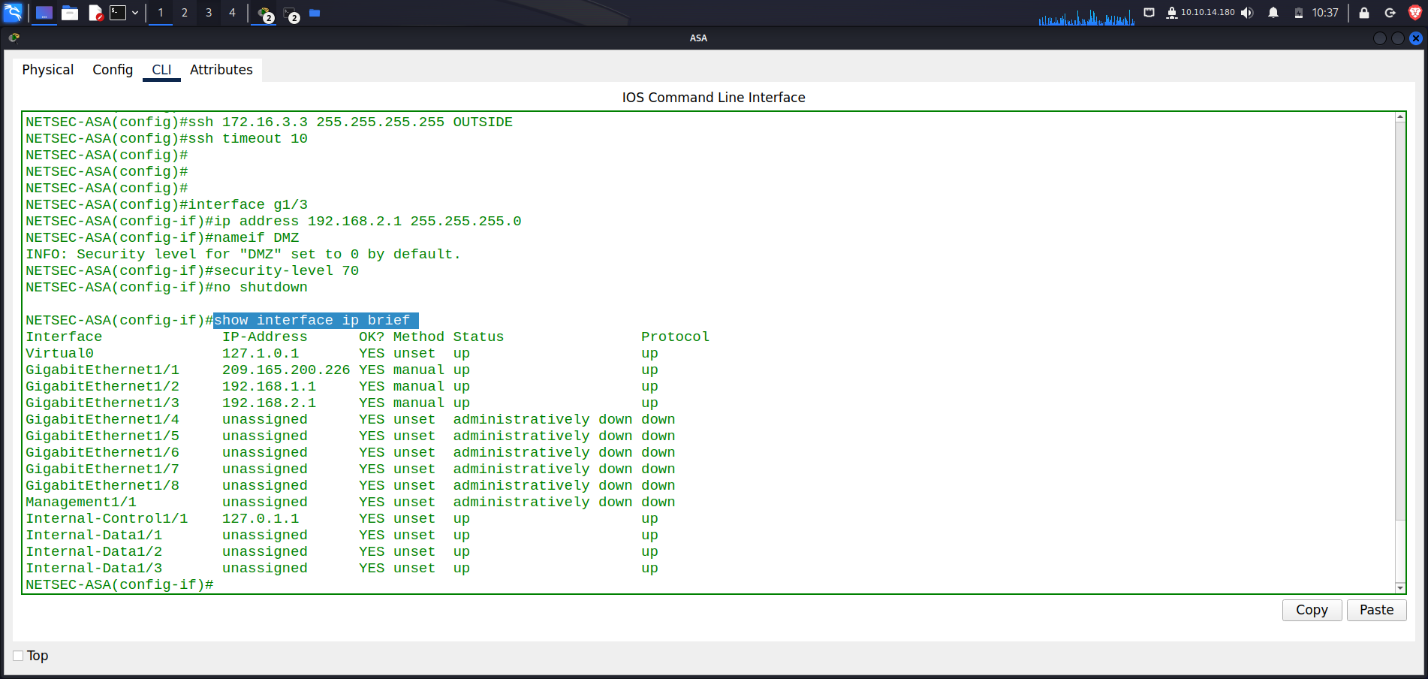 1 2 3 4 2 2 10.10.14.180 10:37
ASA
Physical Config CLI Attributes
IOS Command Line Interface
NETSEC-ASA(config)#ssh 172.16.3.3 255.255.255.255 OUTSIDE
NETSEC-ASA(config)#ssh timeout 10
NETSEC-ASA(config)#
NETSEC-ASA(config)#
NETSEC-ASA(config)#
NETSEC-ASA(config)#interface g1/3
NETSEC-ASA(config-if)#ip address 192.168.2.1 255.255.255.0
NETSEC-ASA(config-if)#nameif DMZ
INFO: Security level for "DMZ" set to 0 by default.
NETSEC-ASA(config-if)#security-level 70
NETSEC-ASA(config-if)#no shutdown
NETSEC-ASA(config-if)#show interface ip brief
Interface IP-Address OK? Method Status Protocol
Virtual0 127.1.0.1 YES unset up up
GigabitEthernet1/1 209.165.200.226 YES manual up up
GigabitEthernet1/2 192.168.1.1 YES manual up up
GigabitEthernet1/3 192.168.2.1 YES manual up up
GigabitEthernet1/4 unassigned YES unset administratively down down
GigabitEthernet1/5 unassigned YES unset administratively down down
GigabitEthernet1/6 unassigned YES unset administratively down down
GigabitEthernet1/7 unassigned YES unset administratively down down
GigabitEthernet1/8 unassigned YES unset administratively down down
Management1/1 unassigned YES unset administratively down down
Internal-Control1/1 127.0.1.1 YES unset up up
Internal-Data1/1 unassigned YES unset up up
Internal-Data1/2 unassigned YES unset up up
Internal-Data1/3 unassigned YES unset up up
NETSEC-ASA(config-if)#
Copy Paste
Top